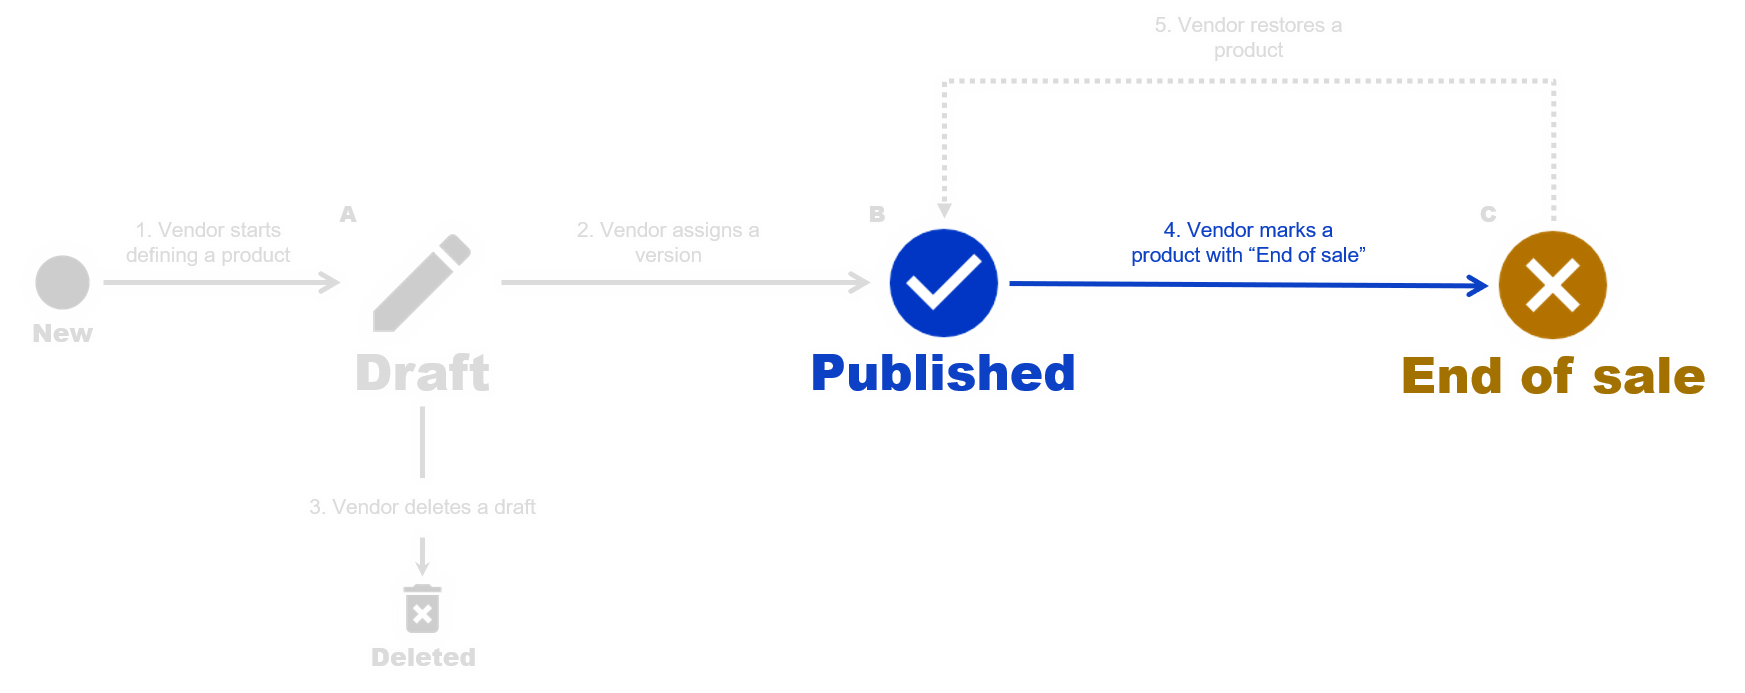 5. Vendor restores a
product
A
1. Vendor starts
defining a product
New
Draft
2. Vendor assigns a
version
B
Published
4. Vendor marks a
product with “End of sale”
C
End of sale
3. Vendor deletes a draft
Deleted